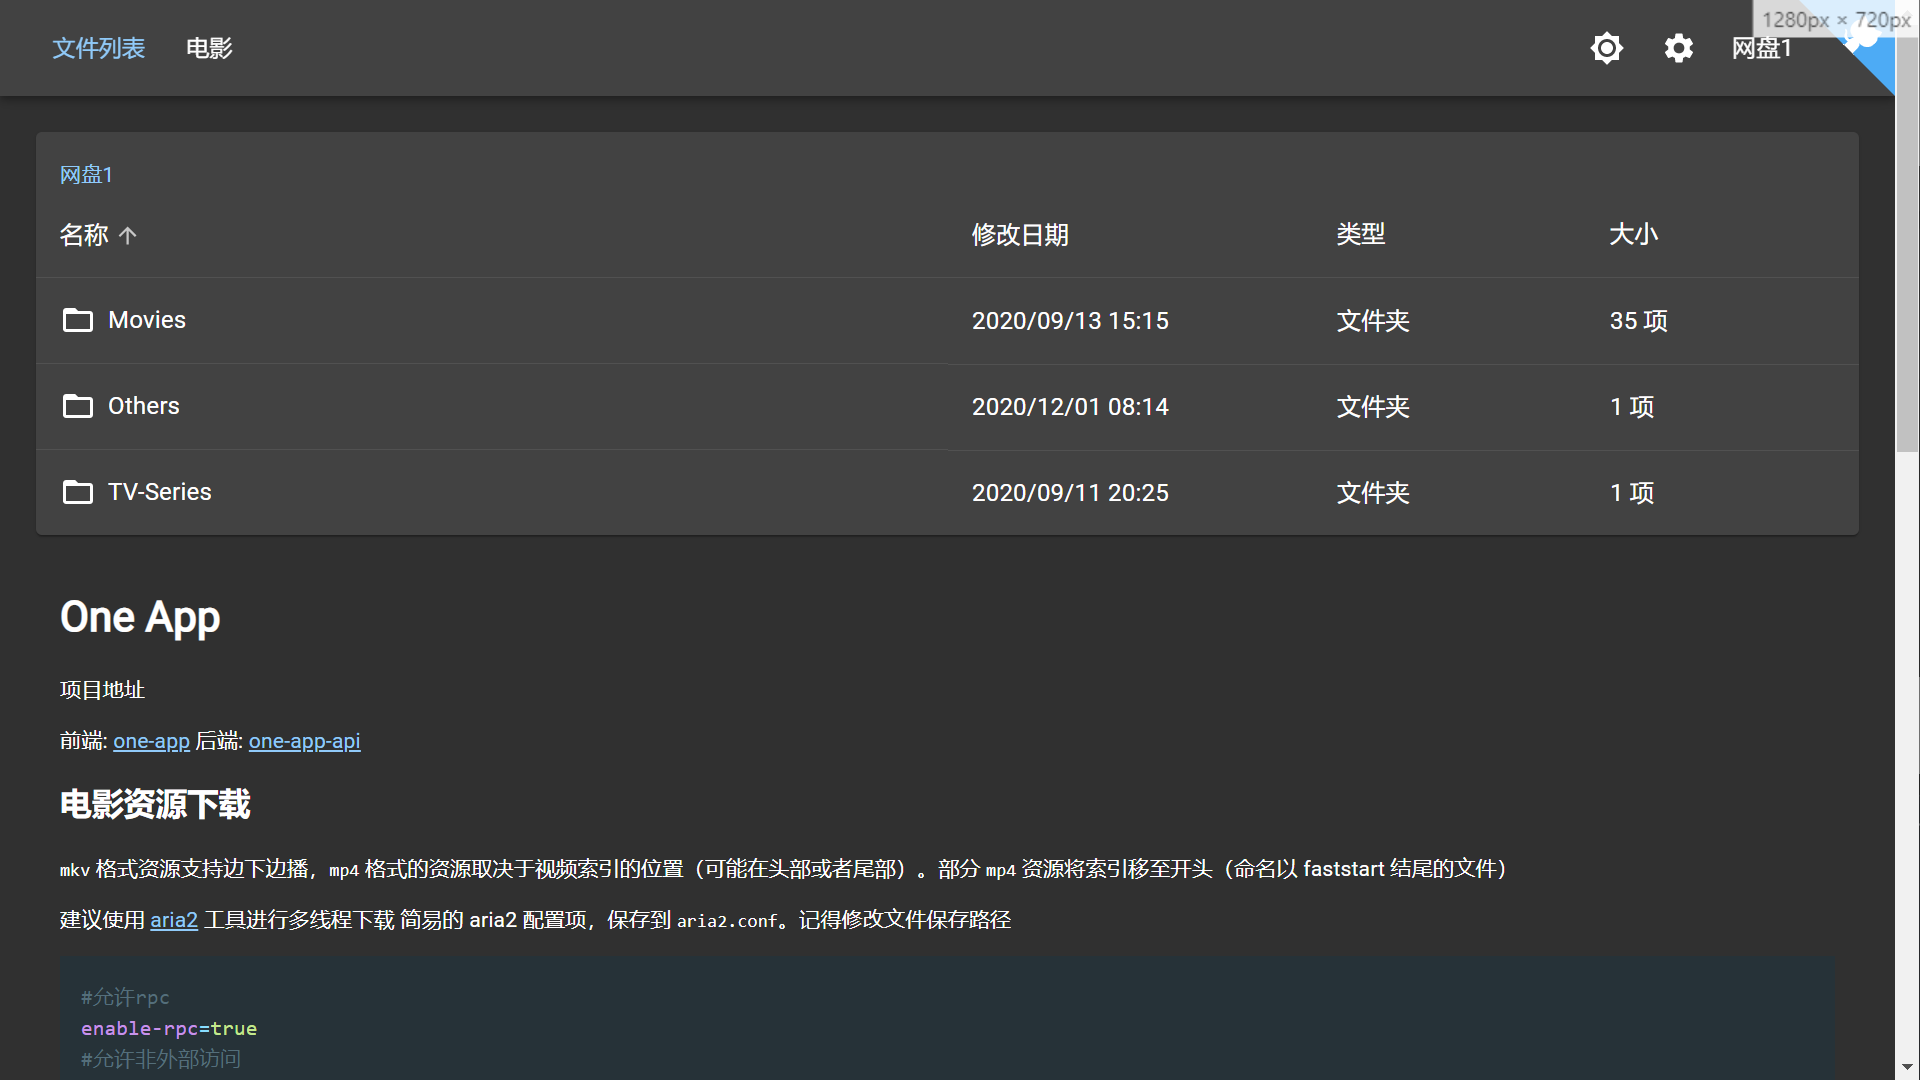 1280px × 720px
文件列表 电影 网盘1
网盘1
名称 修改日期 类型 大小
Movies 2020/09/13 15:15 文件夹 35 项
Others 2020/12/01 08:14 文件夹 1 项
TV-Series 2020/09/11 20:25 文件夹 1 项
One App
项目地址
前端: one-app 后端: one-app-api
电影资源下载
mkv 格式资源支持边下边播，mp4 格式的资源取决于视频索引的位置（可能在头部或者尾部）。部分 mp4 资源将索引移至开头（命名以 faststart 结尾的文件）
建议使用 aria2 工具进行多线程下载 简易的 aria2 配置项，保存到 aria2.conf。记得修改文件保存路径
#允许rpc
enable-rpc=true
#允许非外部访问